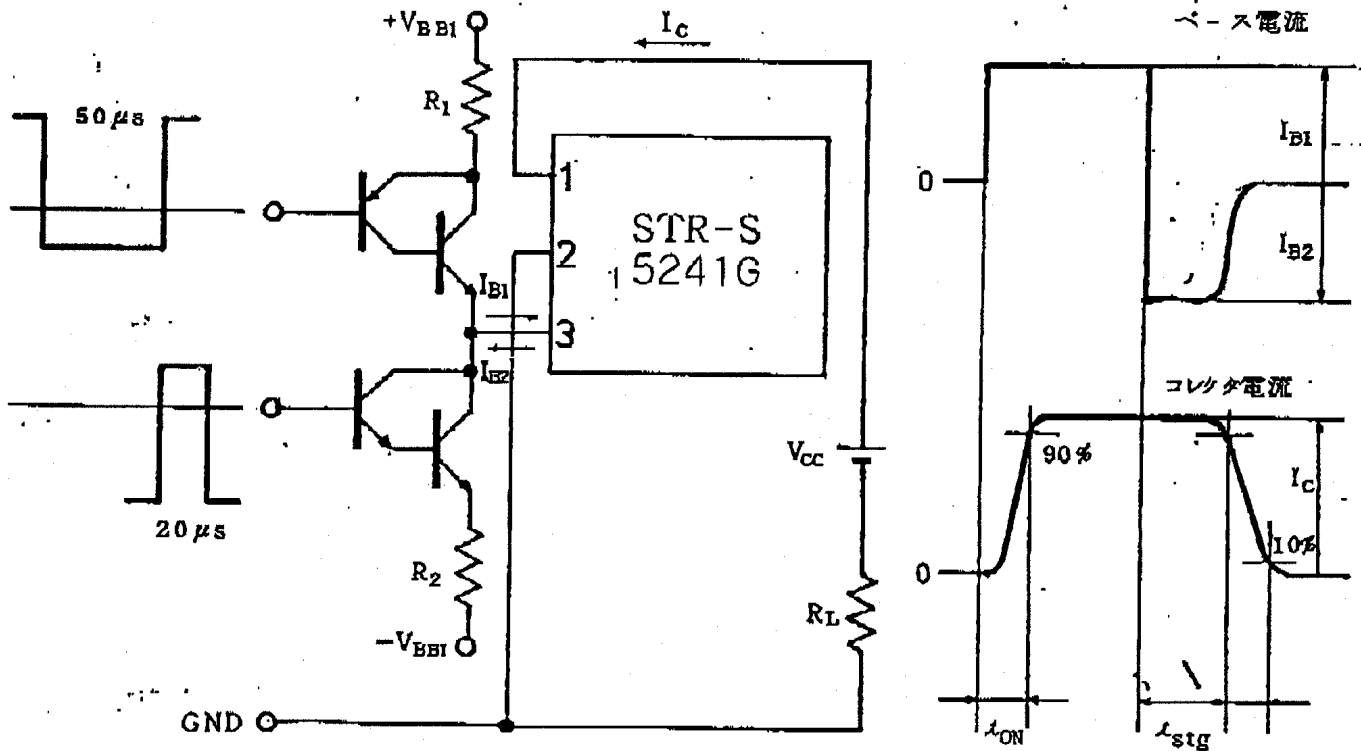 +VBB1
IC
ベース電流
50μs
R1
IB1
0
1
STR-S
5241G
2
IB1
IB2
3
IB2
コレクタ電流
VCC
90%
IC
10%
20μs
0
R2
RL
-VBB1
GND
tON
tstg